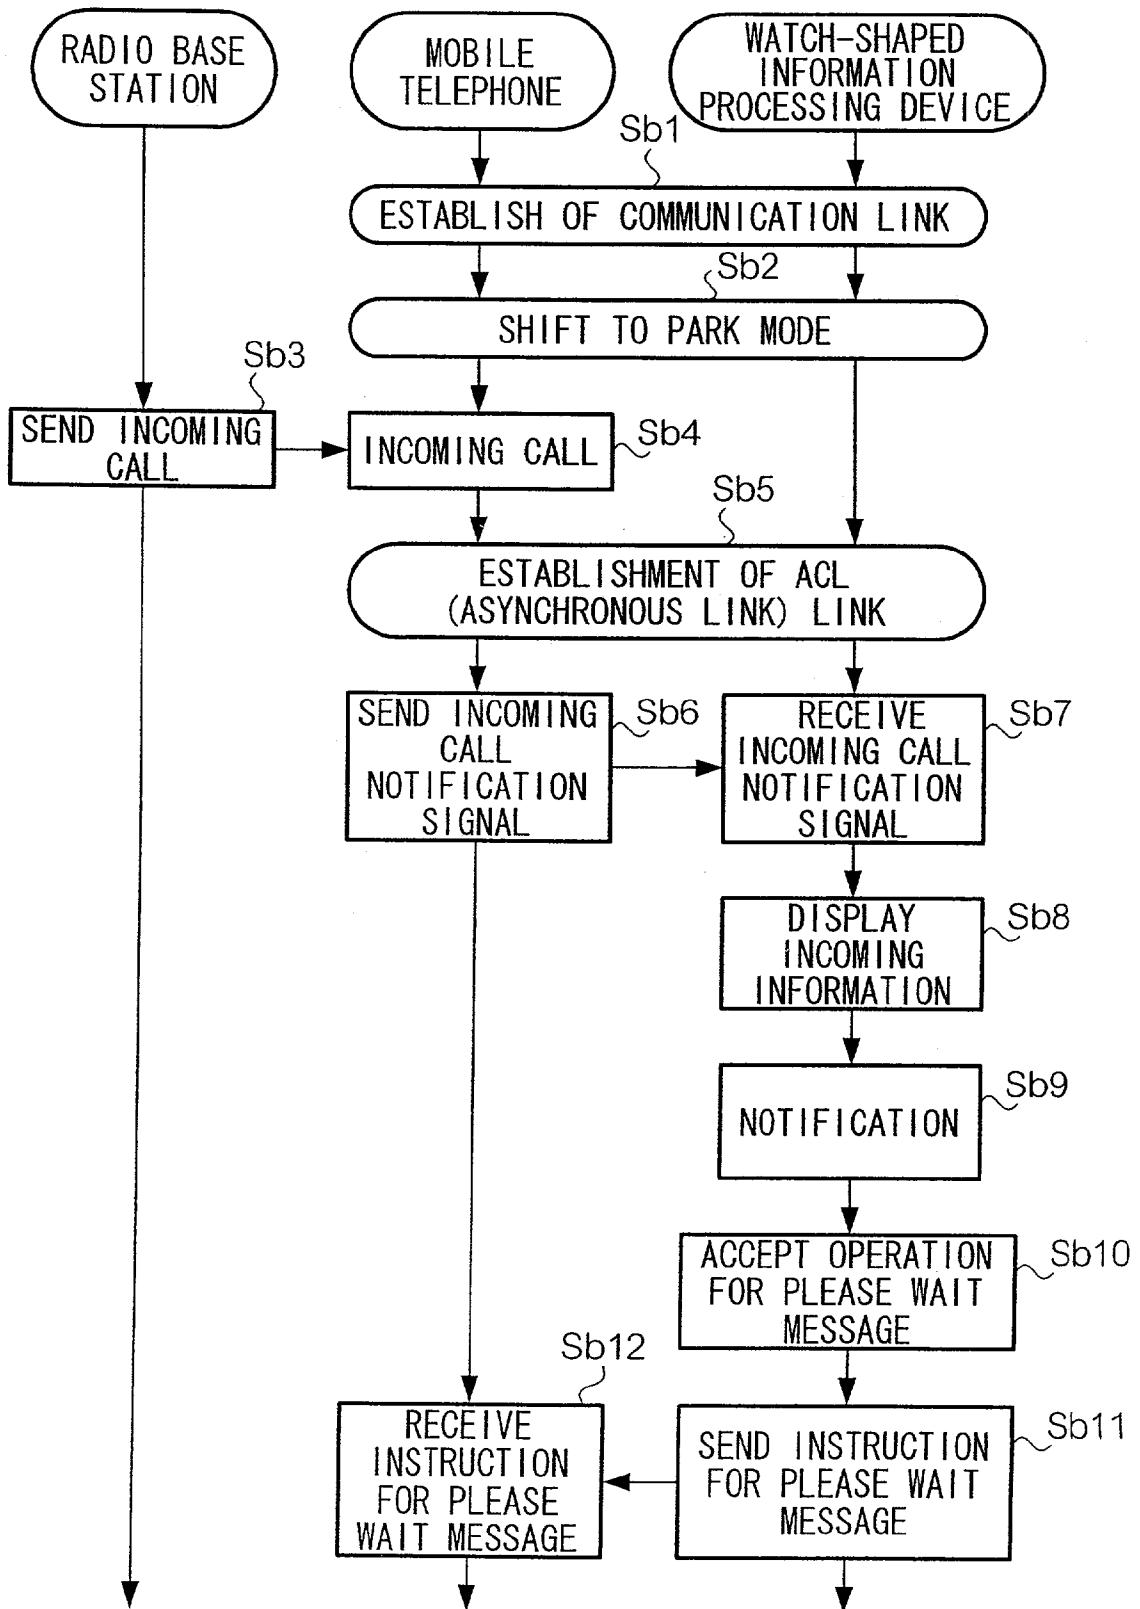 RADIO BASE
STATION
MOBILE
TELEPHONE
WATCH-SHAPED
INFORMATION
PROCESSING DEVICE
Sb1
ESTABLISH OF COMMUNICATION LINK
Sb2
SHIFT TO PARK MODE
Sb3
SEND INCOMING
CALL
INCOMING CALL
Sb4
Sb5
ESTABLISHMENT OF ACL
(ASYNCHRONOUS LINK) LINK
SEND INCOMING
CALL
NOTIFICATION
SIGNAL
Sb6
RECEIVE
INCOMING CALL
NOTIFICATION
SIGNAL
Sb7
DISPLAY
INCOMING
INFORMATION
Sb8
NOTIFICATION
Sb9
ACCEPT OPERATION
FOR PLEASE WAIT
MESSAGE
Sb10
Sb12
RECEIVE
INSTRUCTION
FOR PLEASE
WAIT MESSAGE
SEND INSTRUCTION
FOR PLEASE WAIT
MESSAGE
Sb11